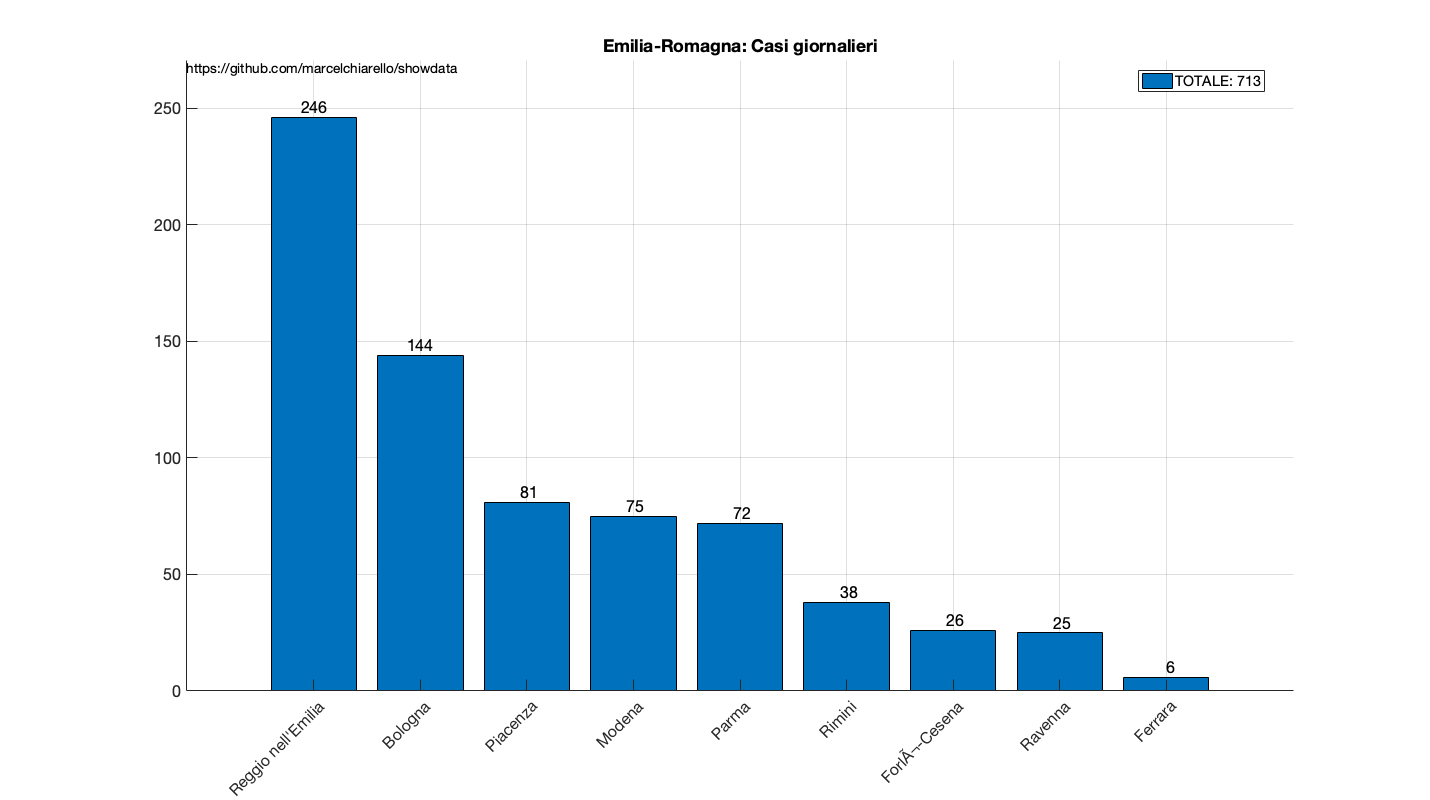 Emilia-Romagna: Casi giornalieri
https://github.com/marcelchiarello/showdata
TOTALE: 713
250
200
150
100
50
0
246
144
81
75
72
38
26
25
6
Reggio nell'Emilia
Bologna
Piacenza
Modena
Parma
Rimini
ForlÃ¬-Cesena
Ravenna
Ferrara